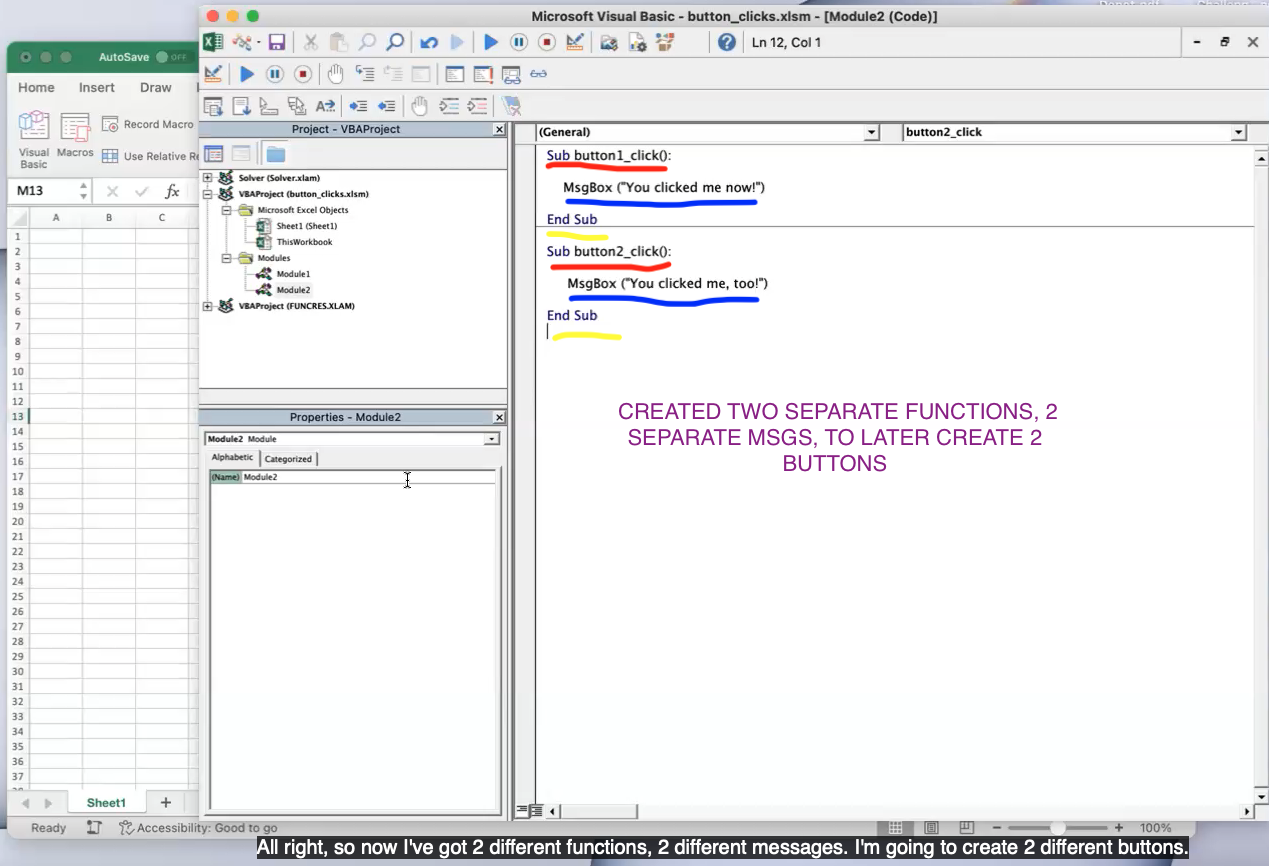 Microsoft Visual Basic - button_clicks.xlsm - [Module2 (Code)]
Ln 12, Col 1
AutoSave OFF
Home Insert Draw
Record Macro
Visual Basic
Macros
Use Relative
M13
fx
A B C
1
2
3
4
5
6
7
8
9
10
11
12
13
14
15
16
17
18
19
20
21
22
23
24
25
26
27
28
29
30
31
32
33
34
35
36
37
Sheet1 +
Ready
Accessibility: Good to go
100%
Project - VBAProject
Solver (Solver.xlam)
VBAProject (button_clicks.xlsm)
Microsoft Excel Objects
Sheet1 (Sheet1)
ThisWorkbook
Modules
Module1
Module2
VBAProject (FUNCRES.XLAM)
Properties - Module2
Module2 Module
Alphabetic Categorized
(Name) Module2
(General) button2_click
Sub button1_click():
MsgBox ("You clicked me now!")
End Sub
Sub button2_click():
MsgBox ("You clicked me, too!")
End Sub
CREATED TWO SEPARATE FUNCTIONS, 2
SEPARATE MSGS, TO LATER CREATE 2
BUTTONS
All right, so now I've got 2 different functions, 2 different messages. I'm going to create 2 different buttons.